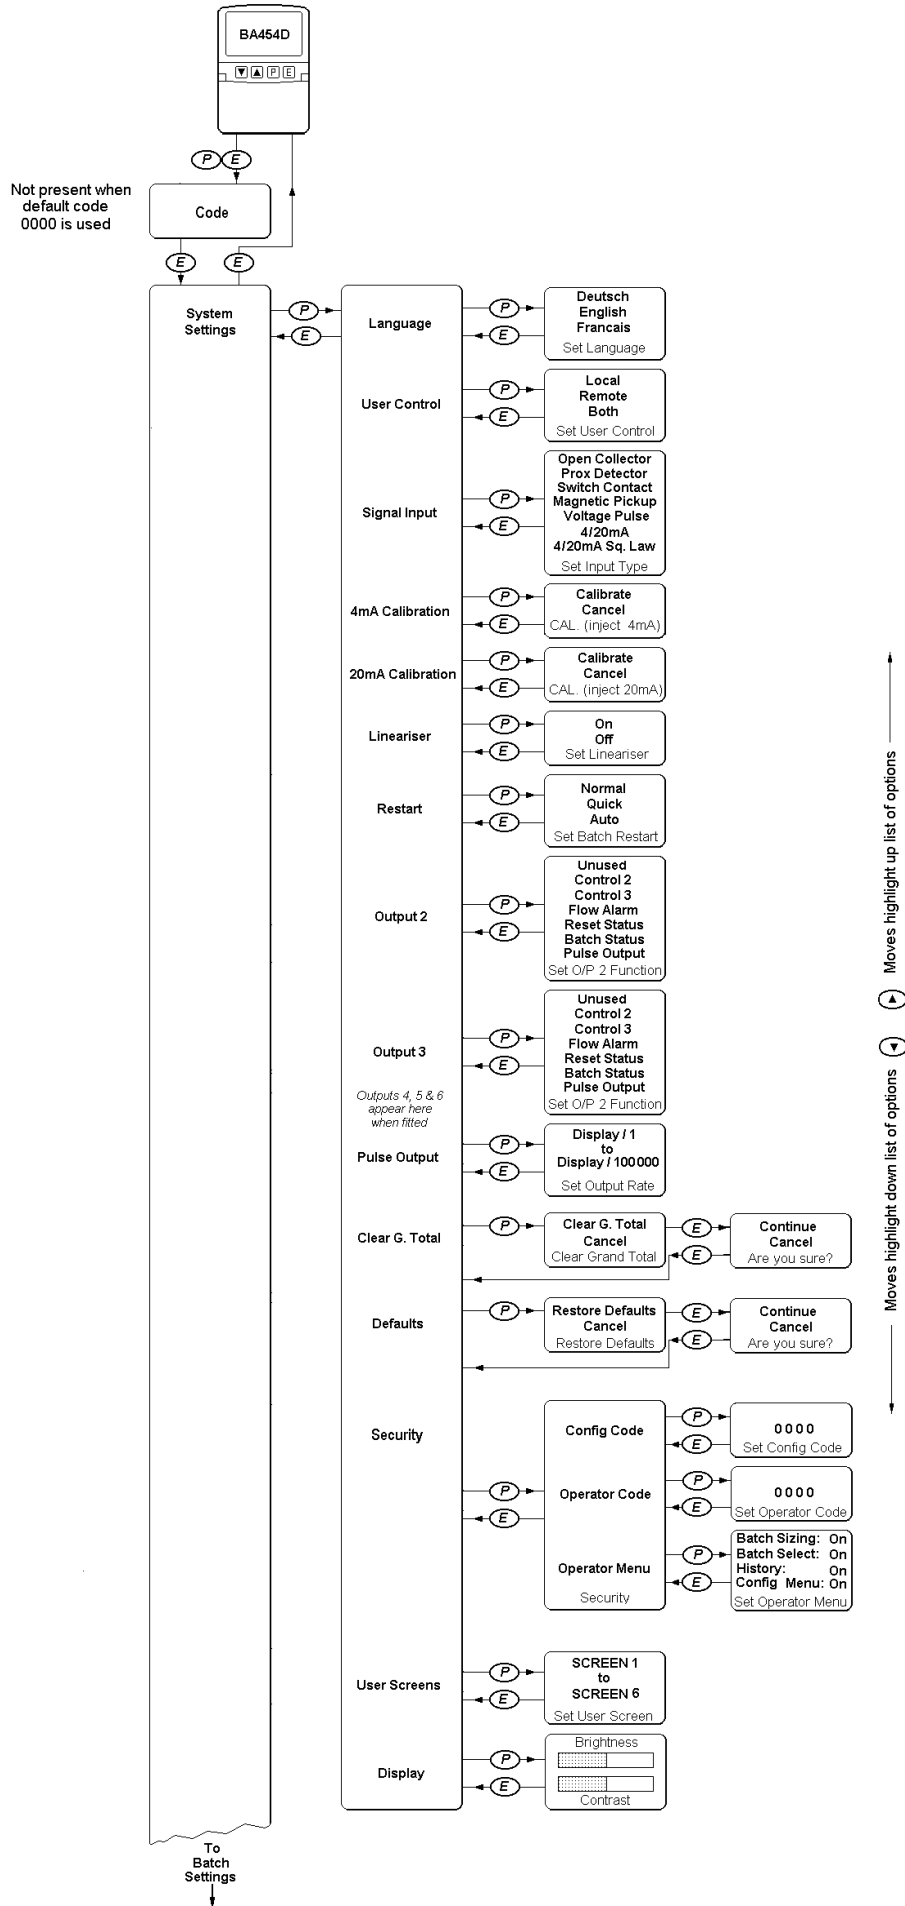 BA454D
▼ ▲ P E
P E
Not present when
default code
0000 is used
Code
E E
System
Settings
P
E
Language
P
E
Deutsch
English
Francais
Set Language
User Control
P
E
Local
Remote
Both
Set User Control
Signal Input
P
E
Open Collector
Prox Detector
Switch Contact
Magnetic Pickup
Voltage Pulse
4/20mA
4/20mA Sq. Law
Set Input Type
4mA Calibration
P
E
Calibrate
Cancel
CAL. (inject 4mA)
20mA Calibration
P
E
Calibrate
Cancel
CAL. (inject 20mA)
Lineariser
P
E
On
Off
Set Lineariser
Restart
P
E
Normal
Quick
Auto
Set Batch Restart
Output 2
P
E
Unused
Control 2
Control 3
Flow Alarm
Reset Status
Batch Status
Pulse Output
Set O/P 2 Function
Output 3
P
E
Unused
Control 2
Control 3
Flow Alarm
Reset Status
Batch Status
Pulse Output
Set O/P 2 Function
Outputs 4, 5 & 6
appear here
when fitted
Pulse Output
P
E
Display / 1
to
Display / 100000
Set Output Rate
Clear G. Total
P
Clear G. Total
Cancel
Clear Grand Total
E
E
Continue
Cancel
Are you sure?
Defaults
P
Restore Defaults
Cancel
Restore Defaults
E
E
Continue
Cancel
Are you sure?
Security
P
E
Config Code
P
E
0000
Set Config Code
Operator Code
P
E
0000
Set Operator Code
Operator Menu
Security
P
E
Batch Sizing: On
Batch Select: On
History: On
Config Menu: On
Set Operator Menu
User Screens
P
E
SCREEN 1
to
SCREEN 6
Set User Screen
Display
P
E
Brightness
Contrast
To
Batch
Settings
▲ Moves highlight up list of options
▼ Moves highlight down list of options